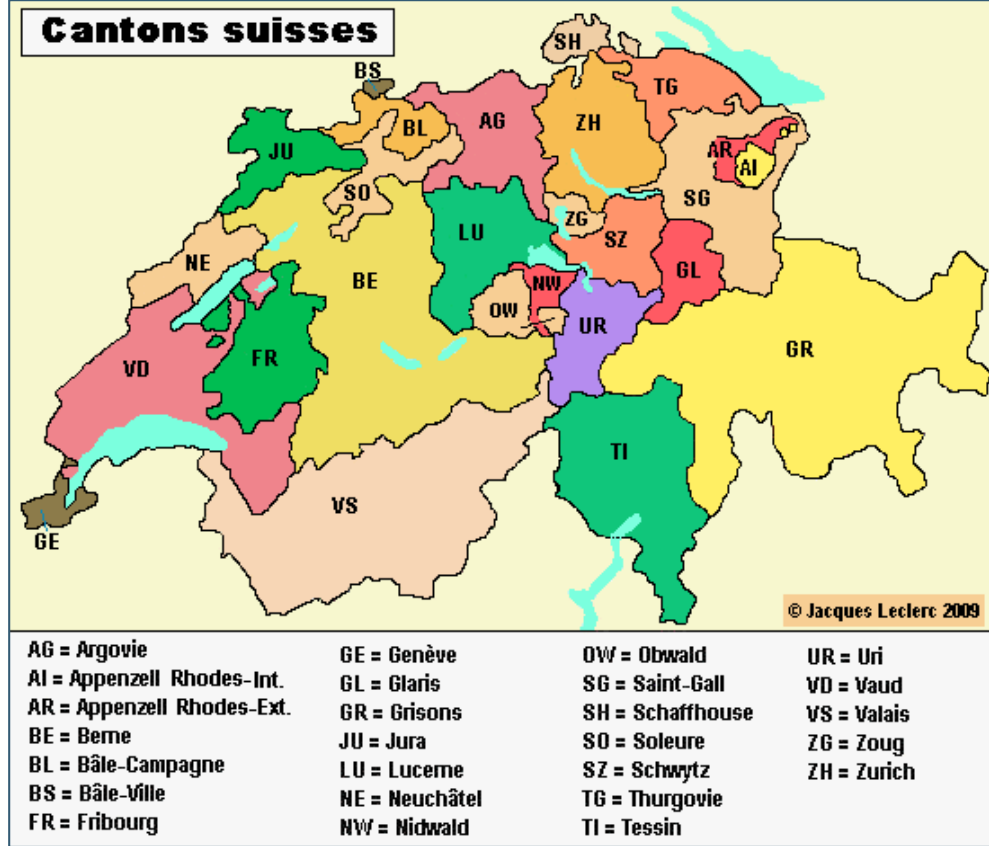 Cantons suisses
SH
BS
TG
BL
AG
ZH
JU
AR
AI
SO
SG
ZG
LU
SZ
NE
BE
NW
GL
OW
UR
GR
FR
VD
TI
VS
GE
© Jacques Leclerc 2009
AG = Argovie
AI = Appenzell Rhodes-Int.
AR = Appenzell Rhodes-Ext.
BE = Berne
BL = Bâle-Campagne
BS = Bâle-Ville
FR = Fribourg
GE = Genève
GL = Glaris
GR = Grisons
JU = Jura
LU = Lucerne
NE = Neuchâtel
NW = Nidwald
OW = Obwald
SG = Saint-Gall
SH = Schaffhouse
SO = Soleure
SZ = Schwytz
TG = Thurgovie
TI = Tessin
UR = Uri
VD = Vaud
VS = Valais
ZG = Zoug
ZH = Zurich